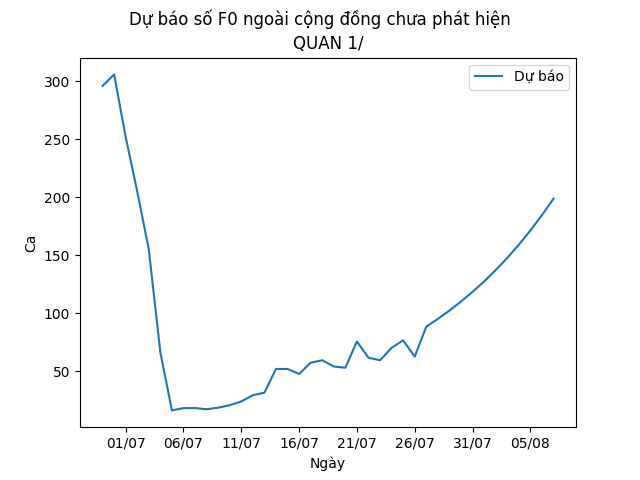 Dự báo số F0 ngoài cộng đồng chưa phát hiện
QUAN 1/
Dự báo
300
250
200
150
100
50
Ca
01/07 06/07 11/07 16/07 21/07 26/07 31/07 05/08
Ngày